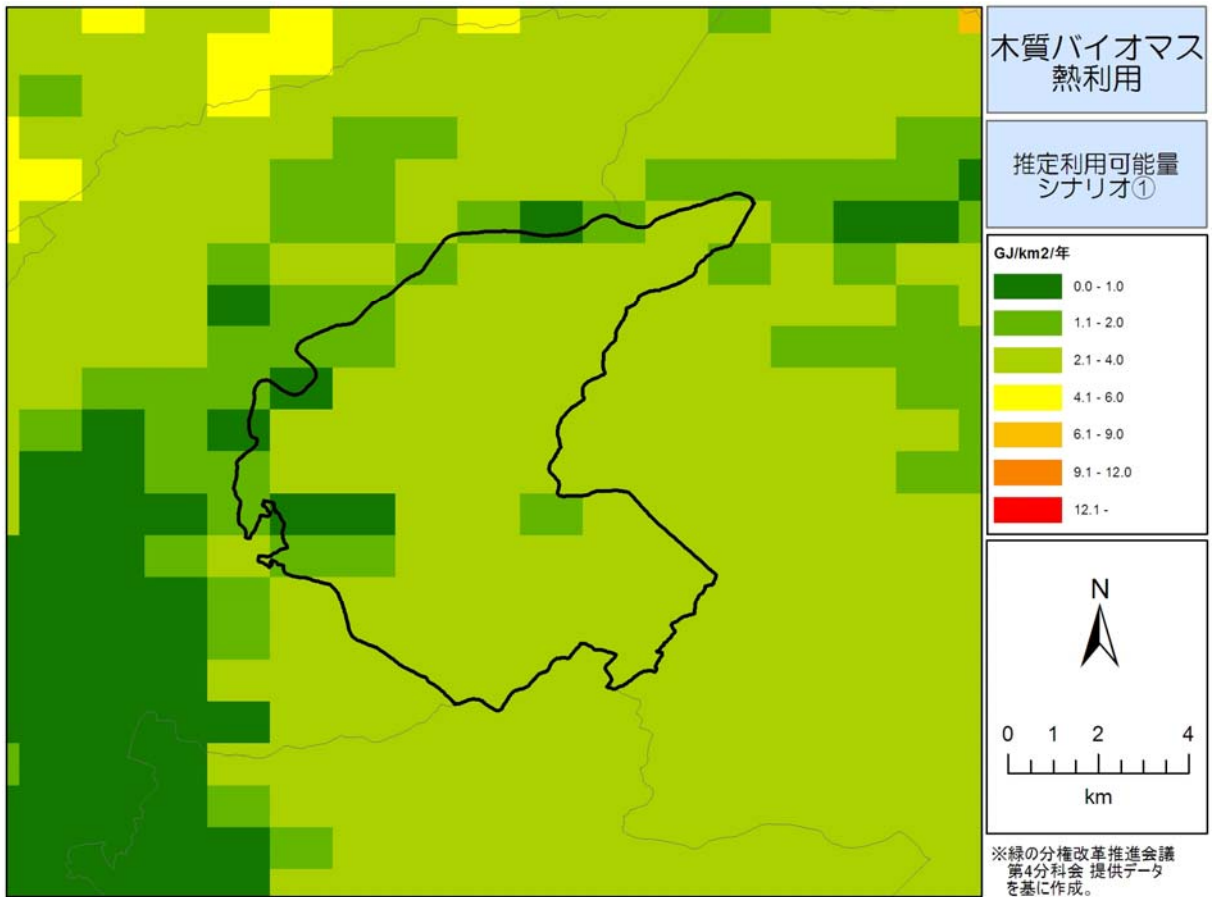 木質バイオマス
熱利用
推定利用可能量
シナリオ①
GJ/km2/年
0.0 - 1.0
1.1 - 2.0
2.1 - 4.0
4.1 - 6.0
6.1 - 9.0
9.1 - 12.0
12.1 -
N
0 1 2 4
km
※緑の分権改革推進会議
第4分科会 提供データ
を基に作成。